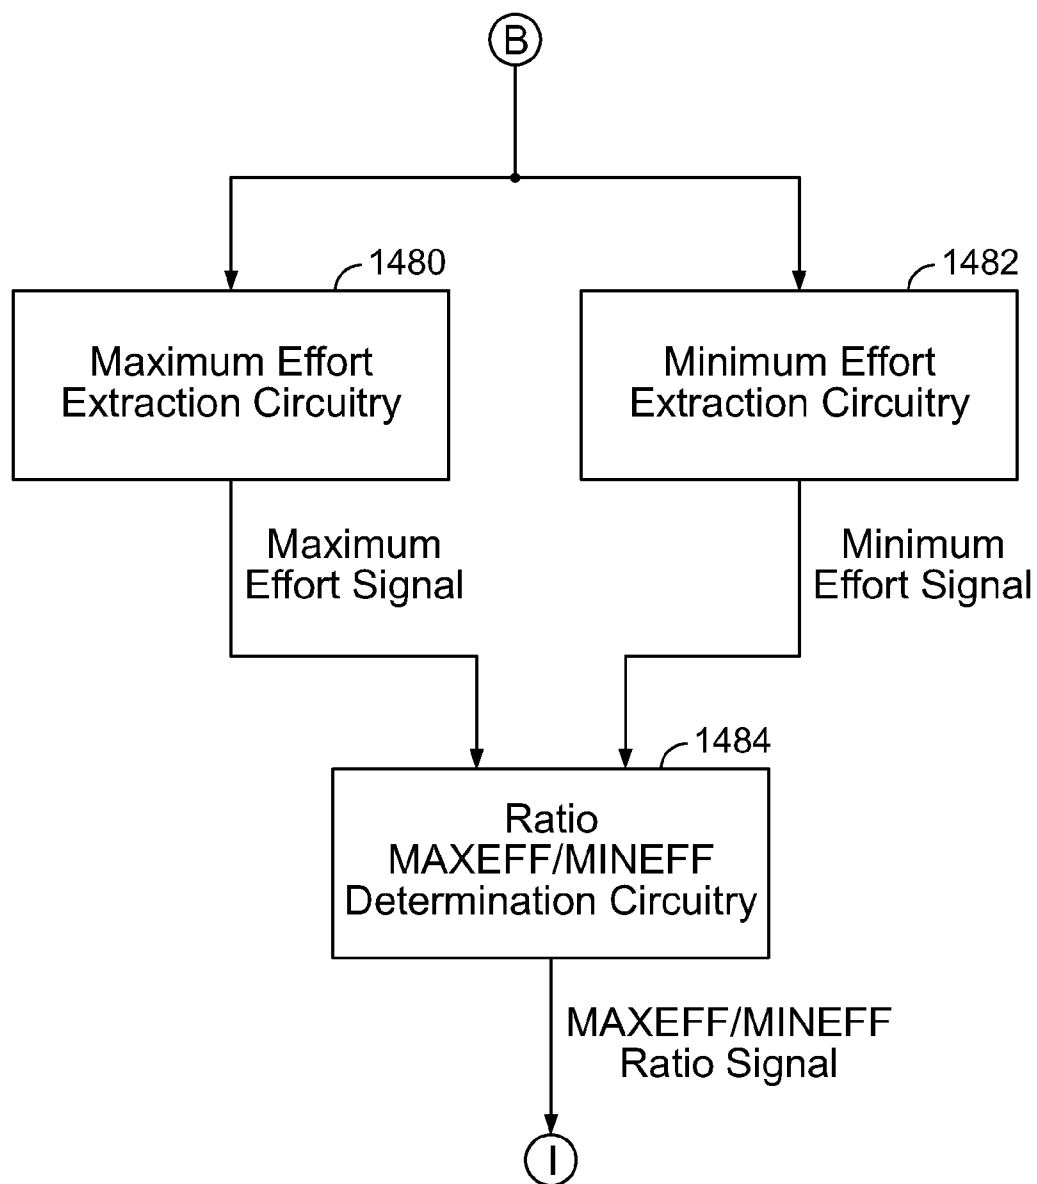 B
1480
1482
Maximum Effort
Extraction Circuitry
Minimum Effort
Extraction Circuitry
Maximum
Effort Signal
Minimum
Effort Signal
1484
Ratio
MAXEFF/MINEFF
Determination Circuitry
MAXEFF/MINEFF
Ratio Signal
I